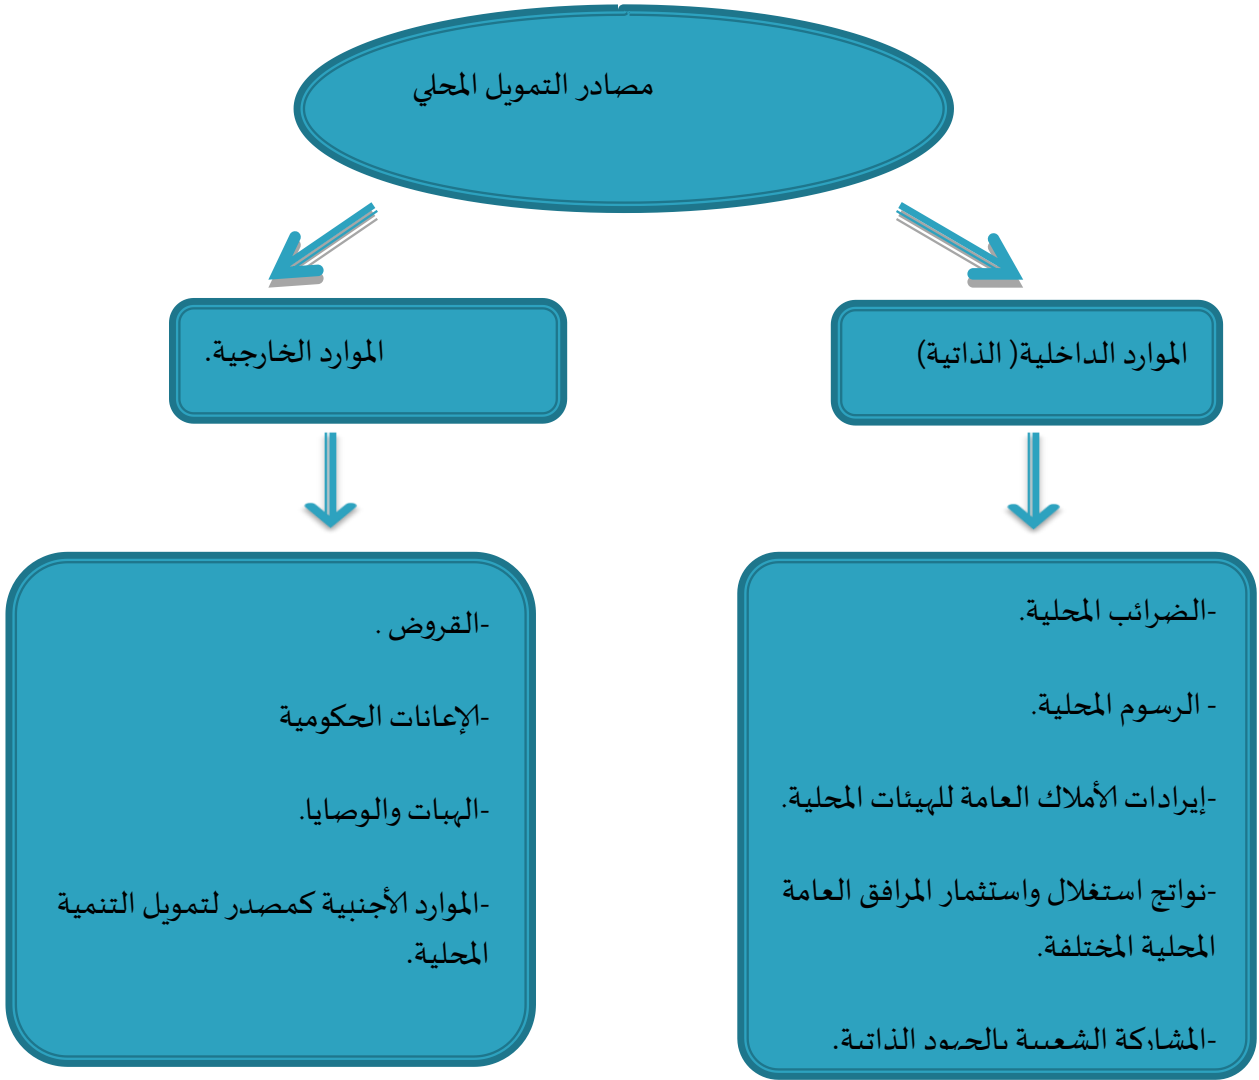 مصادر التمويل المحلي
الموارد الداخلية( الذاتية)
الموارد الخارجية.
-الضرائب المحلية.
- الرسوم المحلية.
-إيرادات الأملاك العامة للهيئات المحلية.
-نواتج استغلال واستثمار المرافق العامة
المحلية المختلفة.
-المشاركة الشعبية بالجهود الذاتية.
-القروض .
-الإعانات الحكومية
-الهبات والوصايا.
-الموارد الأجنبية كمصدر لتمويل التنمية
المحلية.